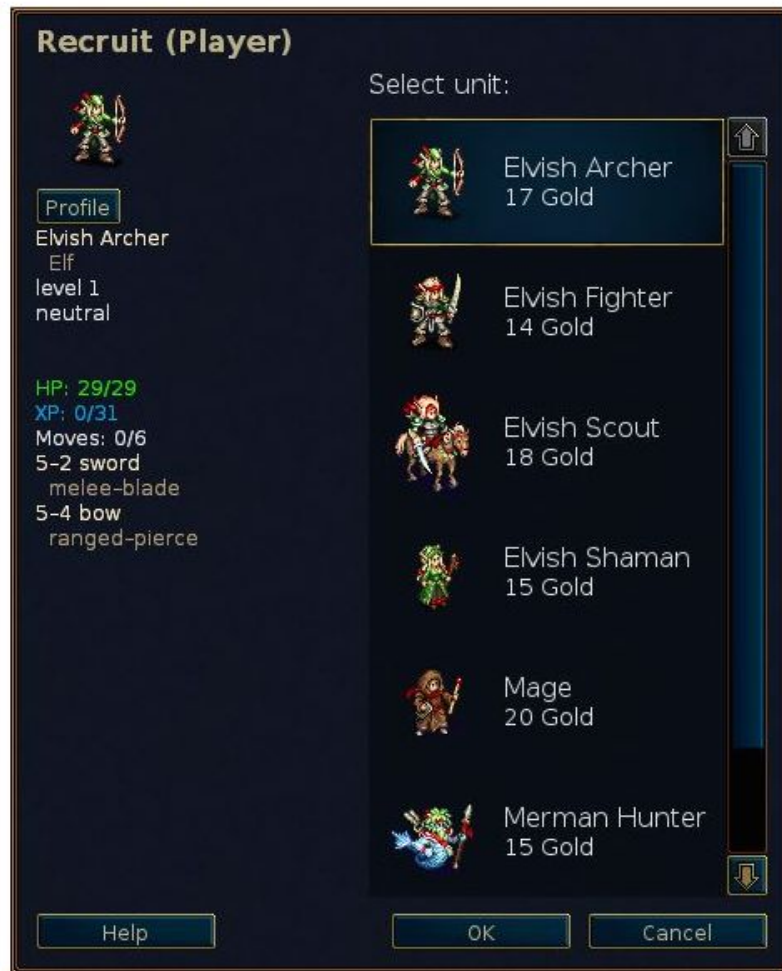 Recruit (Player)
Profile
Elvish Archer
Elf
level 1
neutral
HP: 29/29
XP: 0/31
Moves: 0/6
5-2 sword
melee-blade
5-4 bow
ranged-pierce
Select unit:
Elvish Archer
17 Gold
Elvish Fighter
14 Gold
Elvish Scout
18 Gold
Elvish Shaman
15 Gold
Mage
20 Gold
Merman Hunter
15 Gold
Help
OK
Cancel